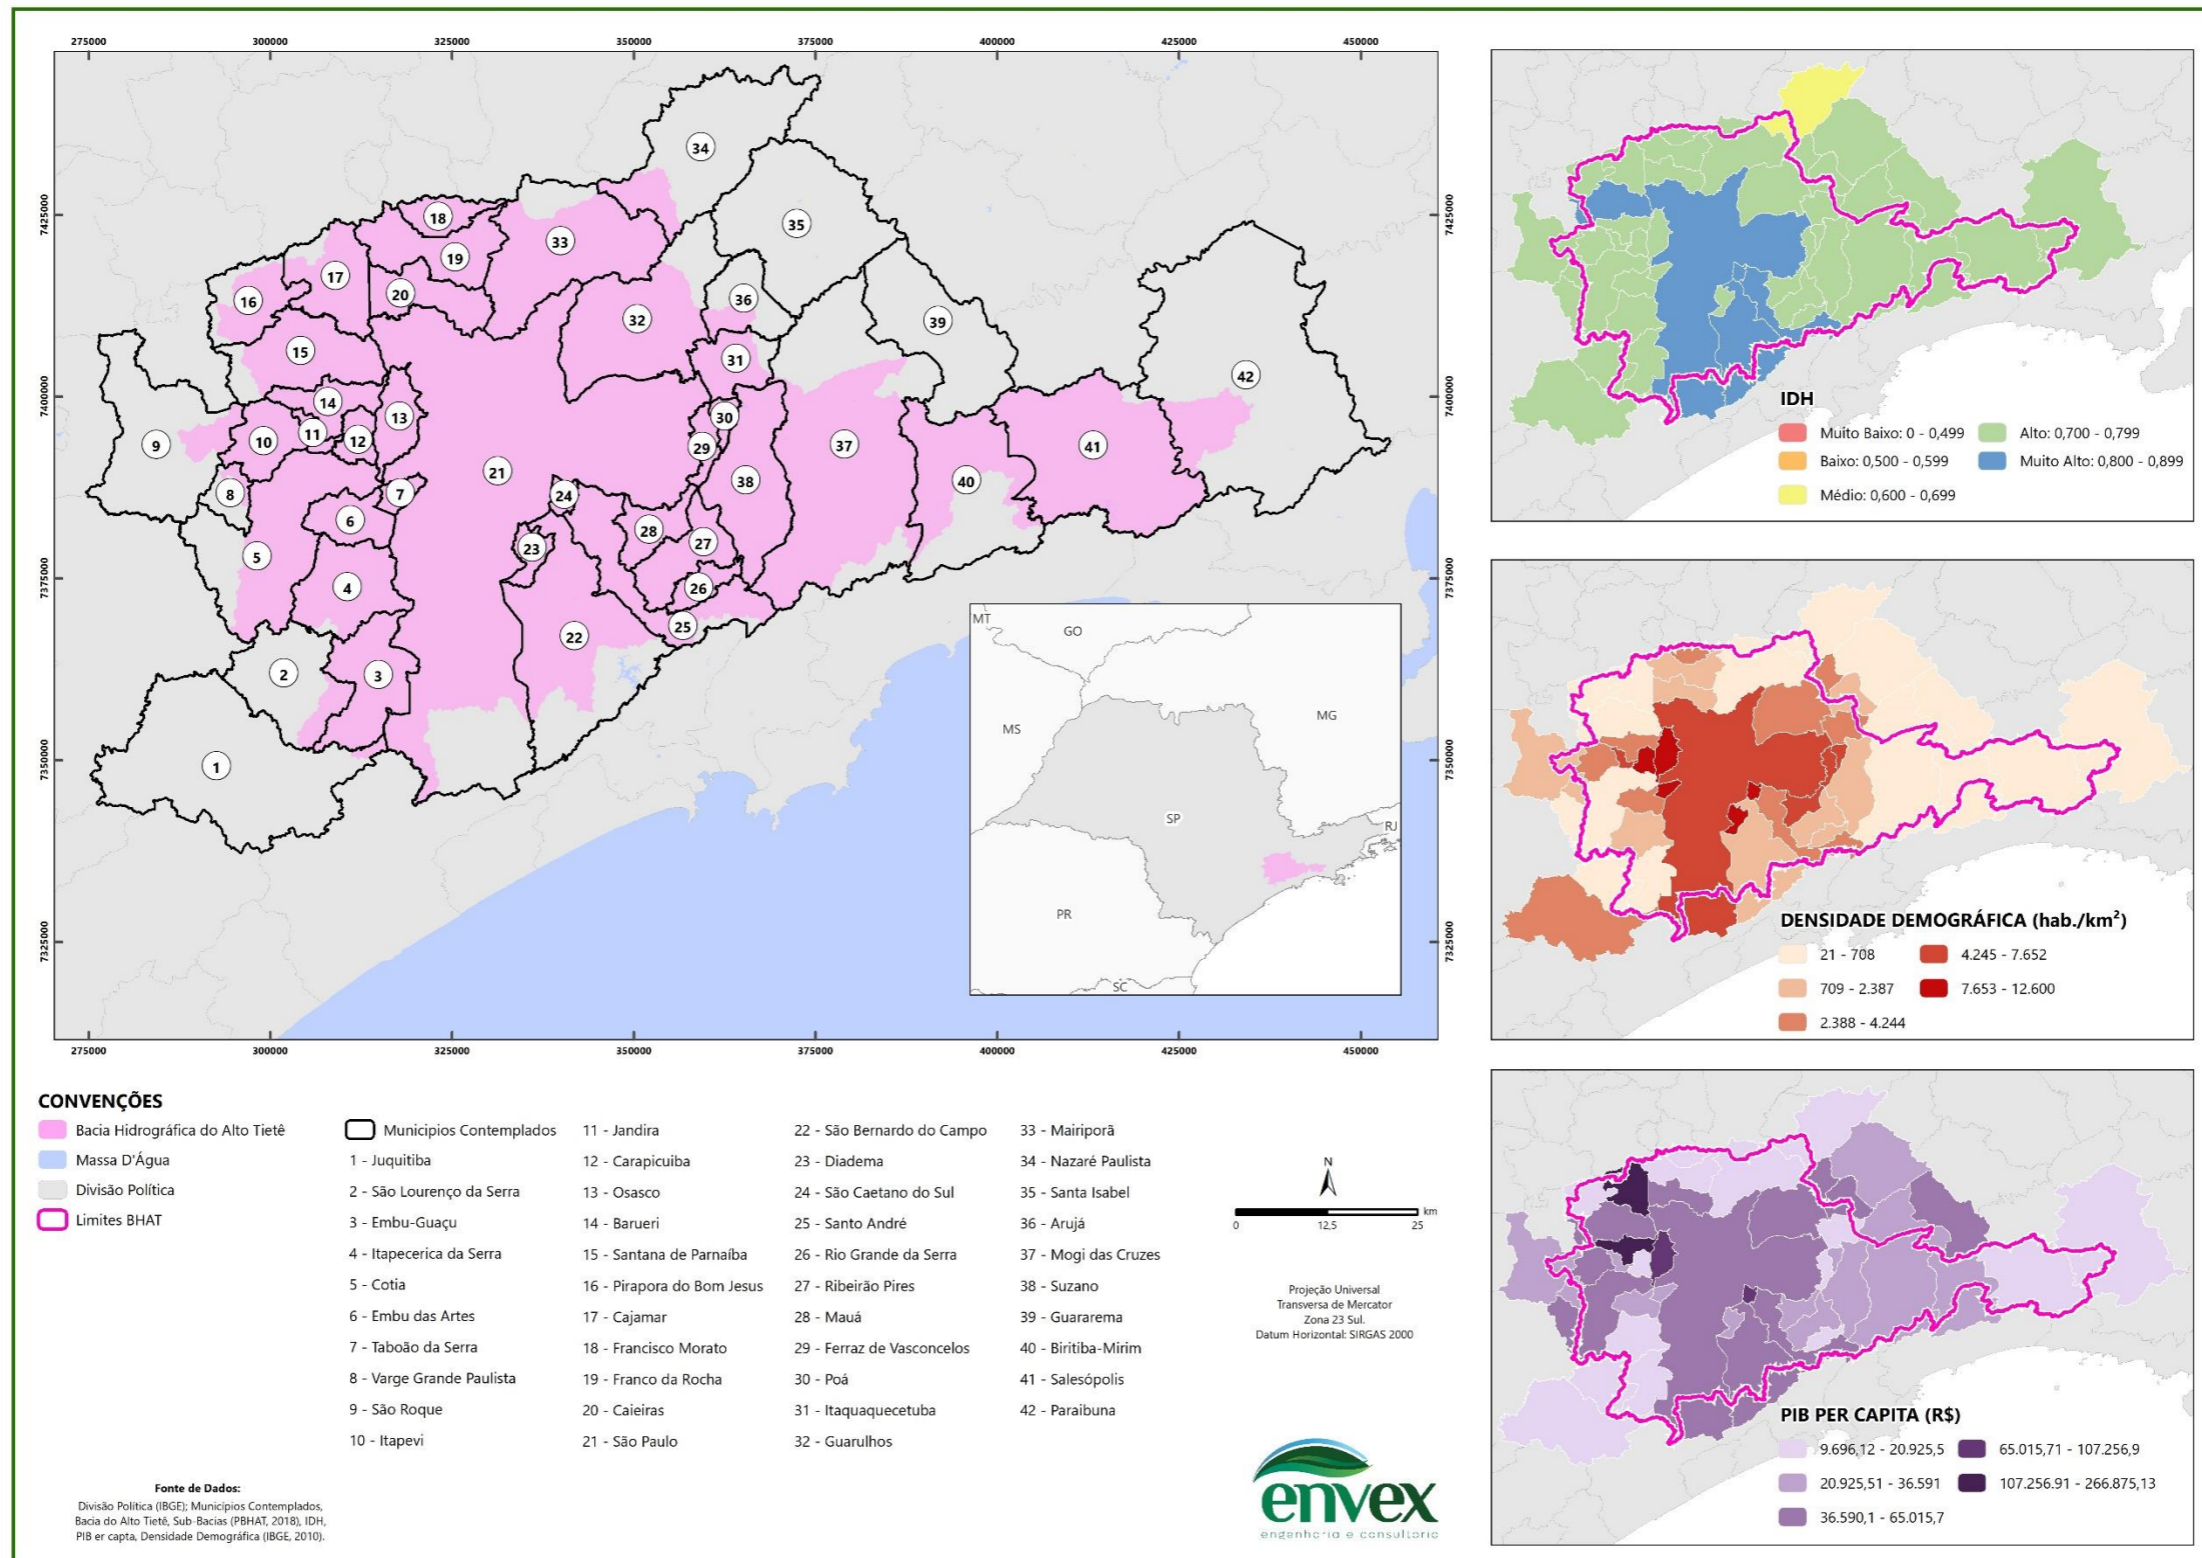 275000 300000 325000 350000 375000 400000 425000 450000
7425000 7425000
7400000 7400000
7375000 7375000
7350000 7350000
7325000 7325000
34
18
35
33
19
17
20
16
36
32
39
15
31
42
14
30
13
11
10
12
9
29
37
41
21
38
40
8
7
24
6
28
23
27
5
4
26
25
22
2
3
1
MT
GO
MS
MG
SP
RJ
PR
SC
275000 300000 325000 350000 375000 400000 425000 450000
IDH
Muito Baixo: 0 - 0,499
Baixo: 0,500 - 0,599
Médio: 0,600 - 0,699
Alto: 0,700 - 0,799
Muito Alto: 0,800 - 0,899
DENSIDADE DEMOGRÁFICA (hab./km²)
21 - 708
709 - 2.387
2.388 - 4.244
4.245 - 7.652
7.653 - 12.600
PIB PER CAPITA (R$)
9.696,12 - 20.925,5
20.925,51 - 36.591
36.590,1 - 65.015,7
65.015,71 - 107.256,9
107.256.91 - 266.875,13
CONVENÇÕES
Bacia Hidrográfica do Alto Tietê
Massa D'Água
Divisão Política
Limites BHAT
Municipios Contemplados
1 - Juquitiba
2 - São Lourenço da Serra
3 - Embu-Guaçu
4 - Itapecerica da Serra
5 - Cotia
6 - Embu das Artes
7 - Taboão da Serra
8 - Varge Grande Paulista
9 - São Roque
10 - Itapevi
11 - Jandira
12 - Carapicuiba
13 - Osasco
14 - Barueri
15 - Santana de Parnaíba
16 - Pirapora do Bom Jesus
17 - Cajamar
18 - Francisco Morato
19 - Franco da Rocha
20 - Caieiras
21 - São Paulo
22 - São Bernardo do Campo
23 - Diadema
24 - São Caetano do Sul
25 - Santo André
26 - Rio Grande da Serra
27 - Ribeirão Pires
28 - Mauá
29 - Ferraz de Vasconcelos
30 - Poá
31 - Itaquaquecetuba
32 - Guarulhos
33 - Mairiporã
34 - Nazaré Paulista
35 - Santa Isabel
36 - Arujá
37 - Mogi das Cruzes
38 - Suzano
39 - Guararema
40 - Biritiba-Mirim
41 - Salesópolis
42 - Paraibuna
N
km
0 12,5 25
Projeção Universal
Transversa de Mercator
Zona 23 Sul.
Datum Horizontal: SIRGAS 2000
envex
engenharia e consultoria
Fonte de Dados:
Divisão Política (IBGE); Municípios Contemplados,
Bacia do Alto Tietê, Sub-Bacias (PBHAT, 2018), IDH,
PIB er capta, Densidade Demográfica (IBGE, 2010).